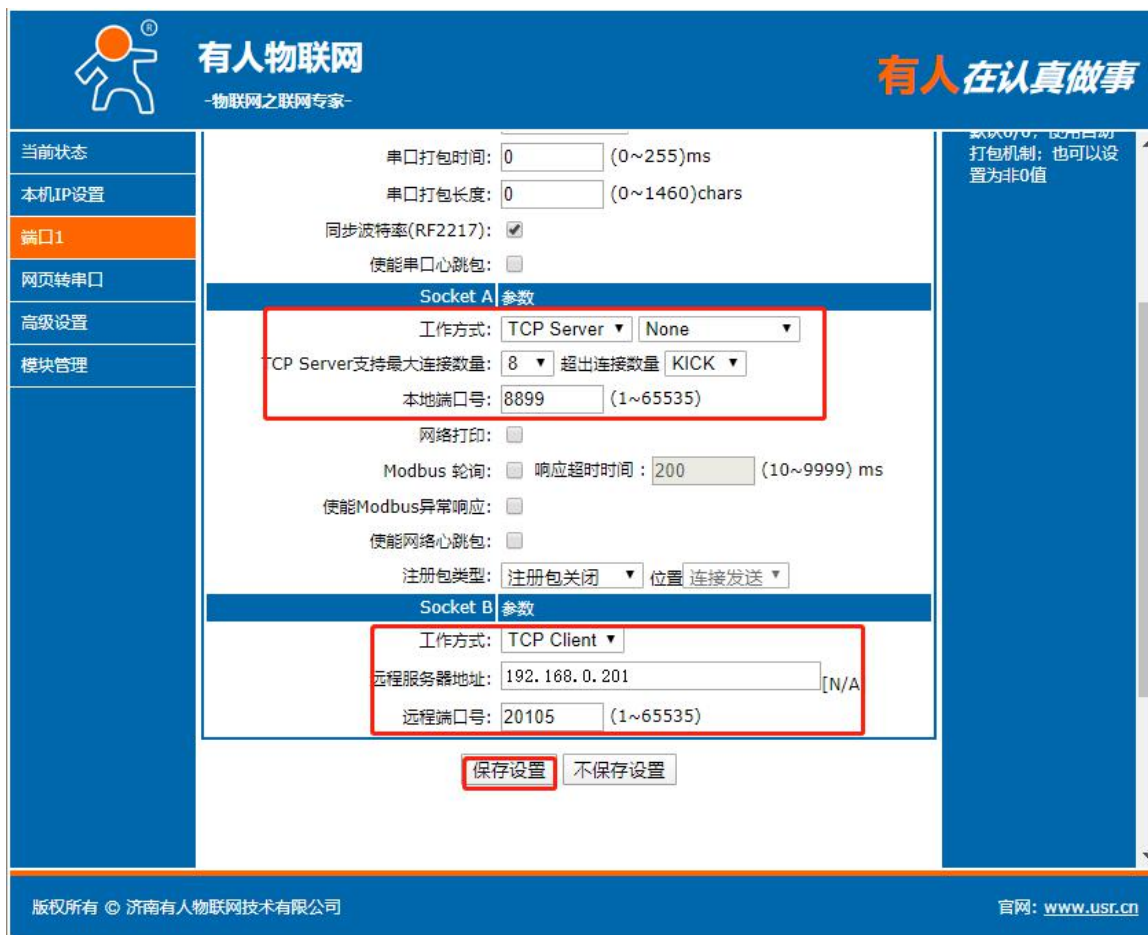 ®
有人物联网
-物联网之联网专家-
有人在认真做事
当前状态
本机IP设置
端口1
网页转串口
高级设置
模块管理
串口打包时间: 0 (0~255)ms
串口打包长度: 0 (0~1460)chars
同步波特率(RF2217):
使能串口心跳包:
Socket A 参数
工作方式: TCP Server None
TCP Server支持最大连接数量: 8 超出连接数量 KICK
本地端口号: 8899 (1~65535)
网络打印:
Modbus 轮询: 响应超时时间: 200 (10~9999) ms
使能Modbus异常响应:
使能网络心跳包:
注册包类型: 注册包关闭 位置 连接发送
Socket B 参数
工作方式: TCP Client
远程服务器地址: 192.168.0.201 [N/A
远程端口号: 20105 (1~65535)
保存设置 不保存设置
默认0/0, 使用自动
打包机制; 也可以设
置为非0值
版权所有 © 济南有人物联网技术有限公司
官网: www.usr.cn